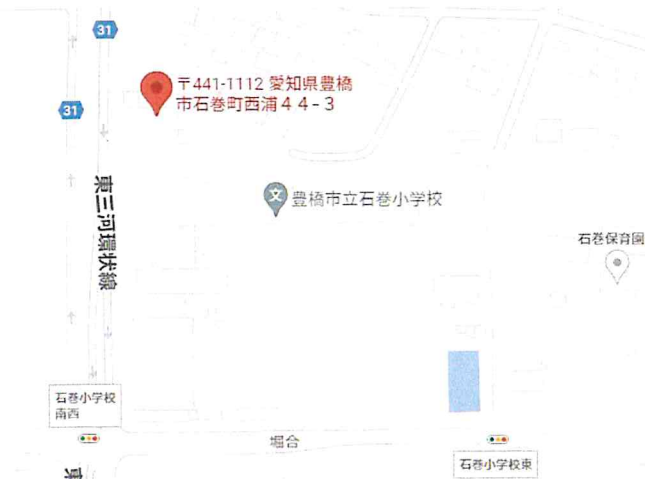 31
〒441-1112 愛知県豊橋
市石巻町西浦44-3
31
豊橋市立石巻小学校
東三河環状線
石巻保育園
石巻小学校
南西
堀合
石巻小学校東
東